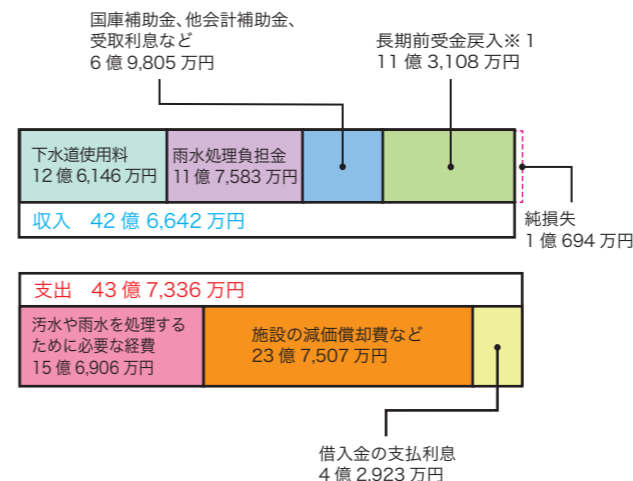 国庫補助金、他会計補助金、
受取利息など
6 億 9,805 万円
長期前受金戻入※ 1
11 億 3,108 万円
下水道使用料
12 億 6,146 万円
雨水処理負担金
11 億 7,583 万円
収入 42 億 6,642 万円
純損失
1 億 694 万円
支出 43 億 7,336 万円
汚水や雨水を処理する
ために必要な経費
15 億 6,906 万円
施設の減価償却費など
23 億 7,507 万円
借入金の支払利息
4 億 2,923 万円